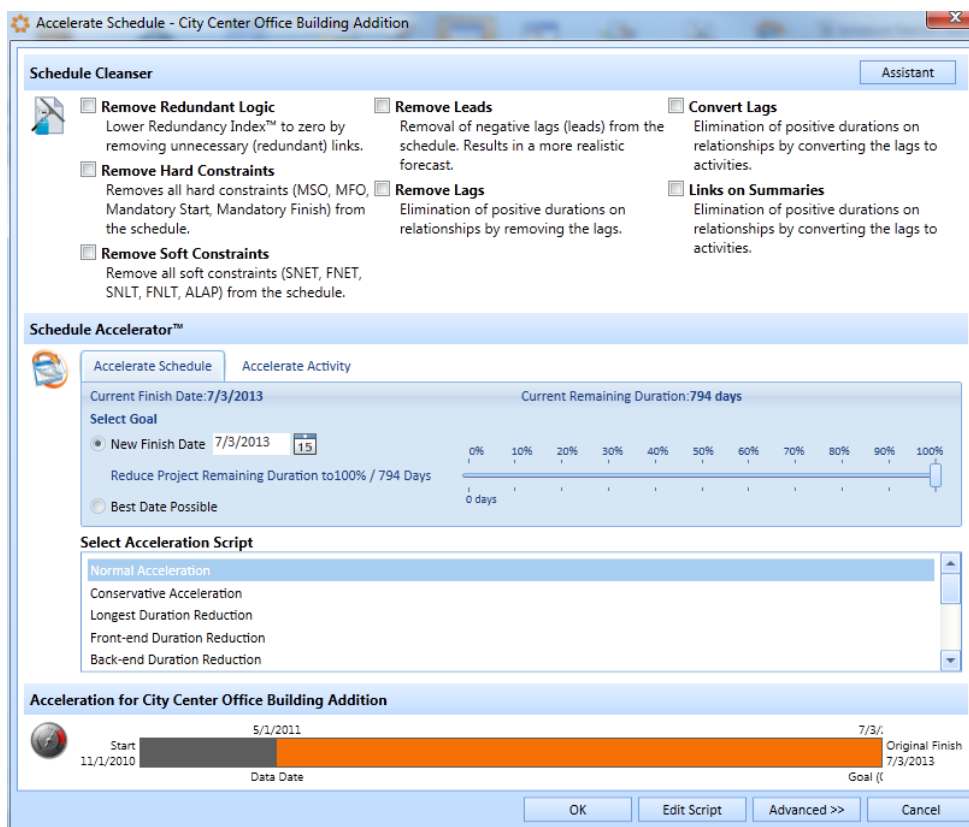 Accelerate Schedule - City Center Office Building Addition
Schedule Cleanser
Assistant
Remove Redundant Logic
Lower Redundancy Index™ to zero by
removing unnecessary (redundant) links.
Remove Hard Constraints
Removes all hard constraints (MSO, MFO,
Mandatory Start, Mandatory Finish) from
the schedule.
Remove Soft Constraints
Remove all soft constraints (SNET, FNET,
SNLT, FNLT, ALAP) from the schedule.
Remove Leads
Removal of negative lags (leads) from the
schedule. Results in a more realistic
forecast.
Remove Lags
Elimination of positive durations on
relationships by removing the lags.
Convert Lags
Elimination of positive durations on
relationships by converting the lags to
activities.
Links on Summaries
Elimination of positive durations on
relationships by converting the lags to
activities.
Schedule Accelerator™
Accelerate Schedule Accelerate Activity
Current Finish Date:7/3/2013 Current Remaining Duration:794 days
Select Goal
New Finish Date 7/3/2013 15
0% 10% 20% 30% 40% 50% 60% 70% 80% 90% 100%
Reduce Project Remaining Duration to100% / 794 Days
0 days
Best Date Possible
Select Acceleration Script
Normal Acceleration
Conservative Acceleration
Longest Duration Reduction
Front-end Duration Reduction
Back-end Duration Reduction
Acceleration for City Center Office Building Addition
5/1/2011 7/3/
Start Original Finish
11/1/2010 7/3/2013
Data Date Goal (
OK Edit Script Advanced >> Cancel